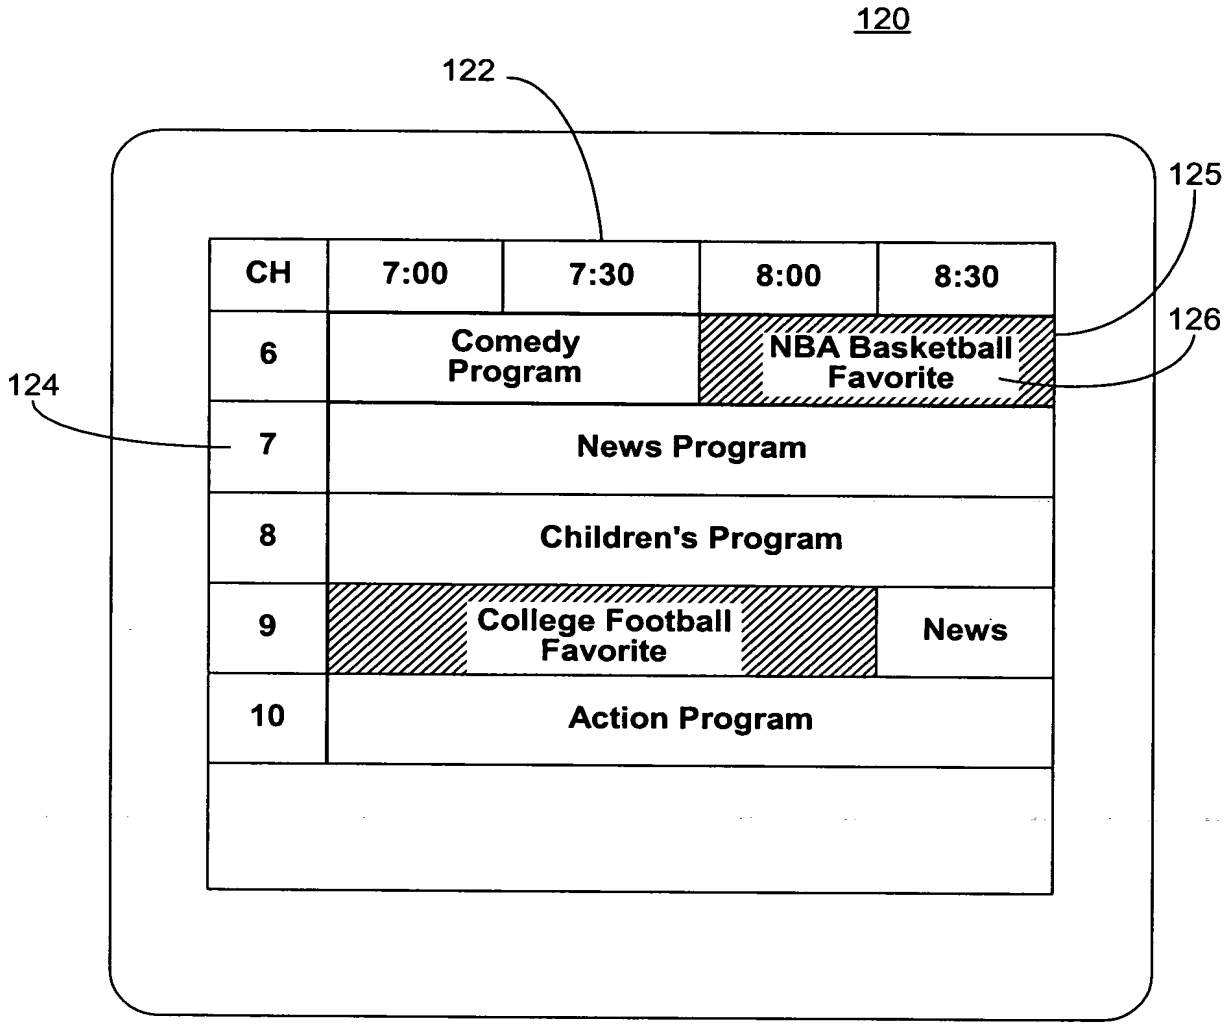 120
122
125
CH 7:00 7:30 8:00 8:30
126
6 Comedy Program NBA Basketball Favorite
124
7 News Program
8 Children's Program
9 College Football Favorite News
10 Action Program